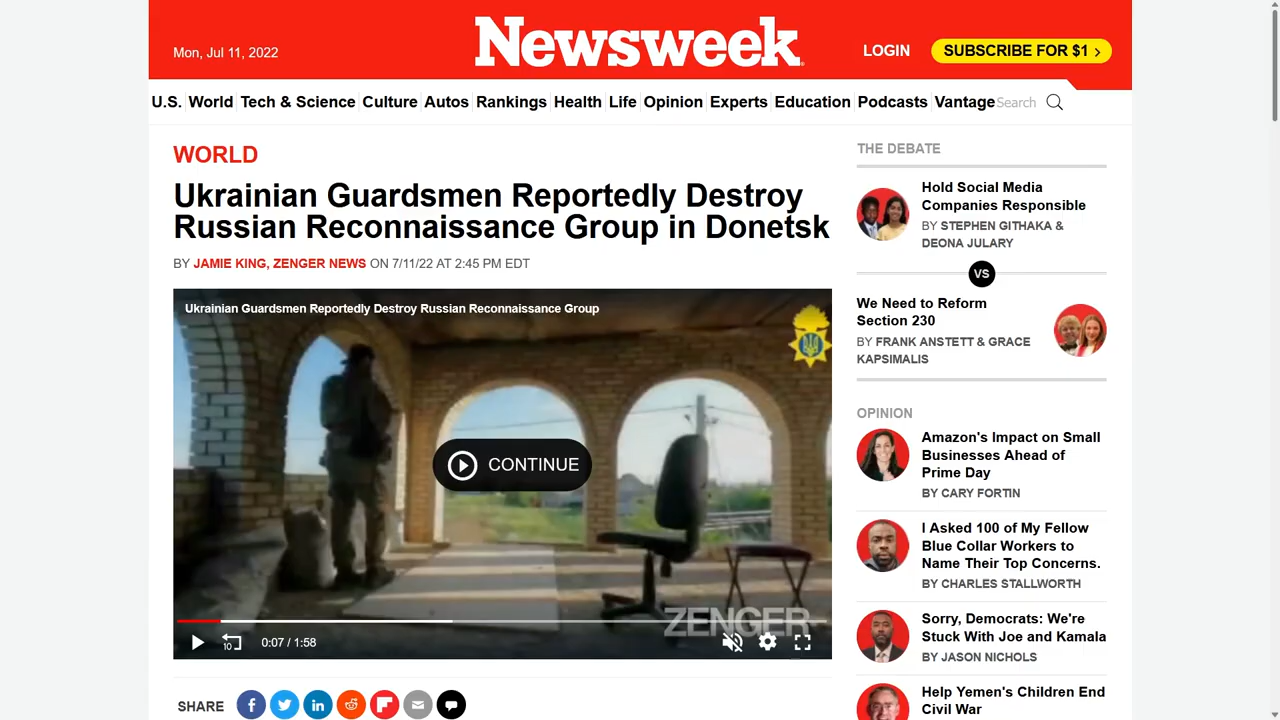 Mon, Jul 11, 2022
Newsweek
LOGIN
SUBSCRIBE FOR $1 >
U.S. World Tech & Science Culture Autos Rankings Health Life Opinion Experts Education Podcasts Vantage Search
WORLD
Ukrainian Guardsmen Reportedly Destroy
Russian Reconnaissance Group in Donetsk
BY JAMIE KING, ZENGER NEWS ON 7/11/22 AT 2:45 PM EDT
Ukrainian Guardsmen Reportedly Destroy Russian Reconnaissance Group
CONTINUE
ZENGER
10
0:07 / 1:58
SHARE
THE DEBATE
Hold Social Media
Companies Responsible
BY STEPHEN GITHAKA &
DEONA JULARY
VS
We Need to Reform
Section 230
BY FRANK ANSTETT & GRACE
KAPSIMALIS
OPINION
Amazon's Impact on Small
Businesses Ahead of
Prime Day
BY CARY FORTIN
I Asked 100 of My Fellow
Blue Collar Workers to
Name Their Top Concerns.
BY CHARLES STALLWORTH
Sorry, Democrats: We're
Stuck With Joe and Kamala
BY JASON NICHOLS
Help Yemen's Children End
Civil War